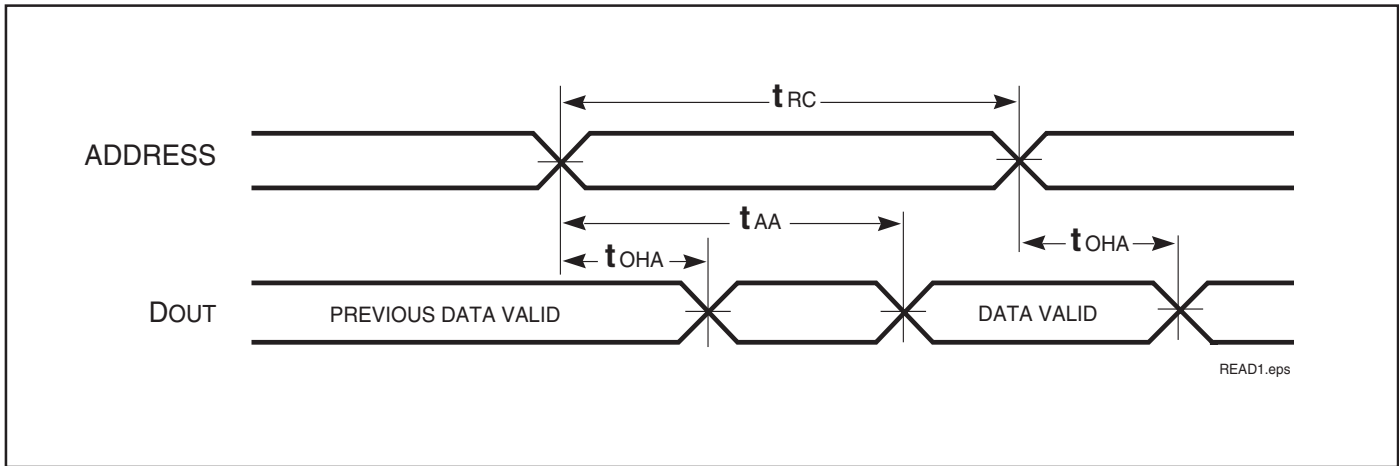 tRC
ADDRESS
tAA
tOHA
tOHA
DOUT
PREVIOUS DATA VALID
DATA VALID
READ1.eps